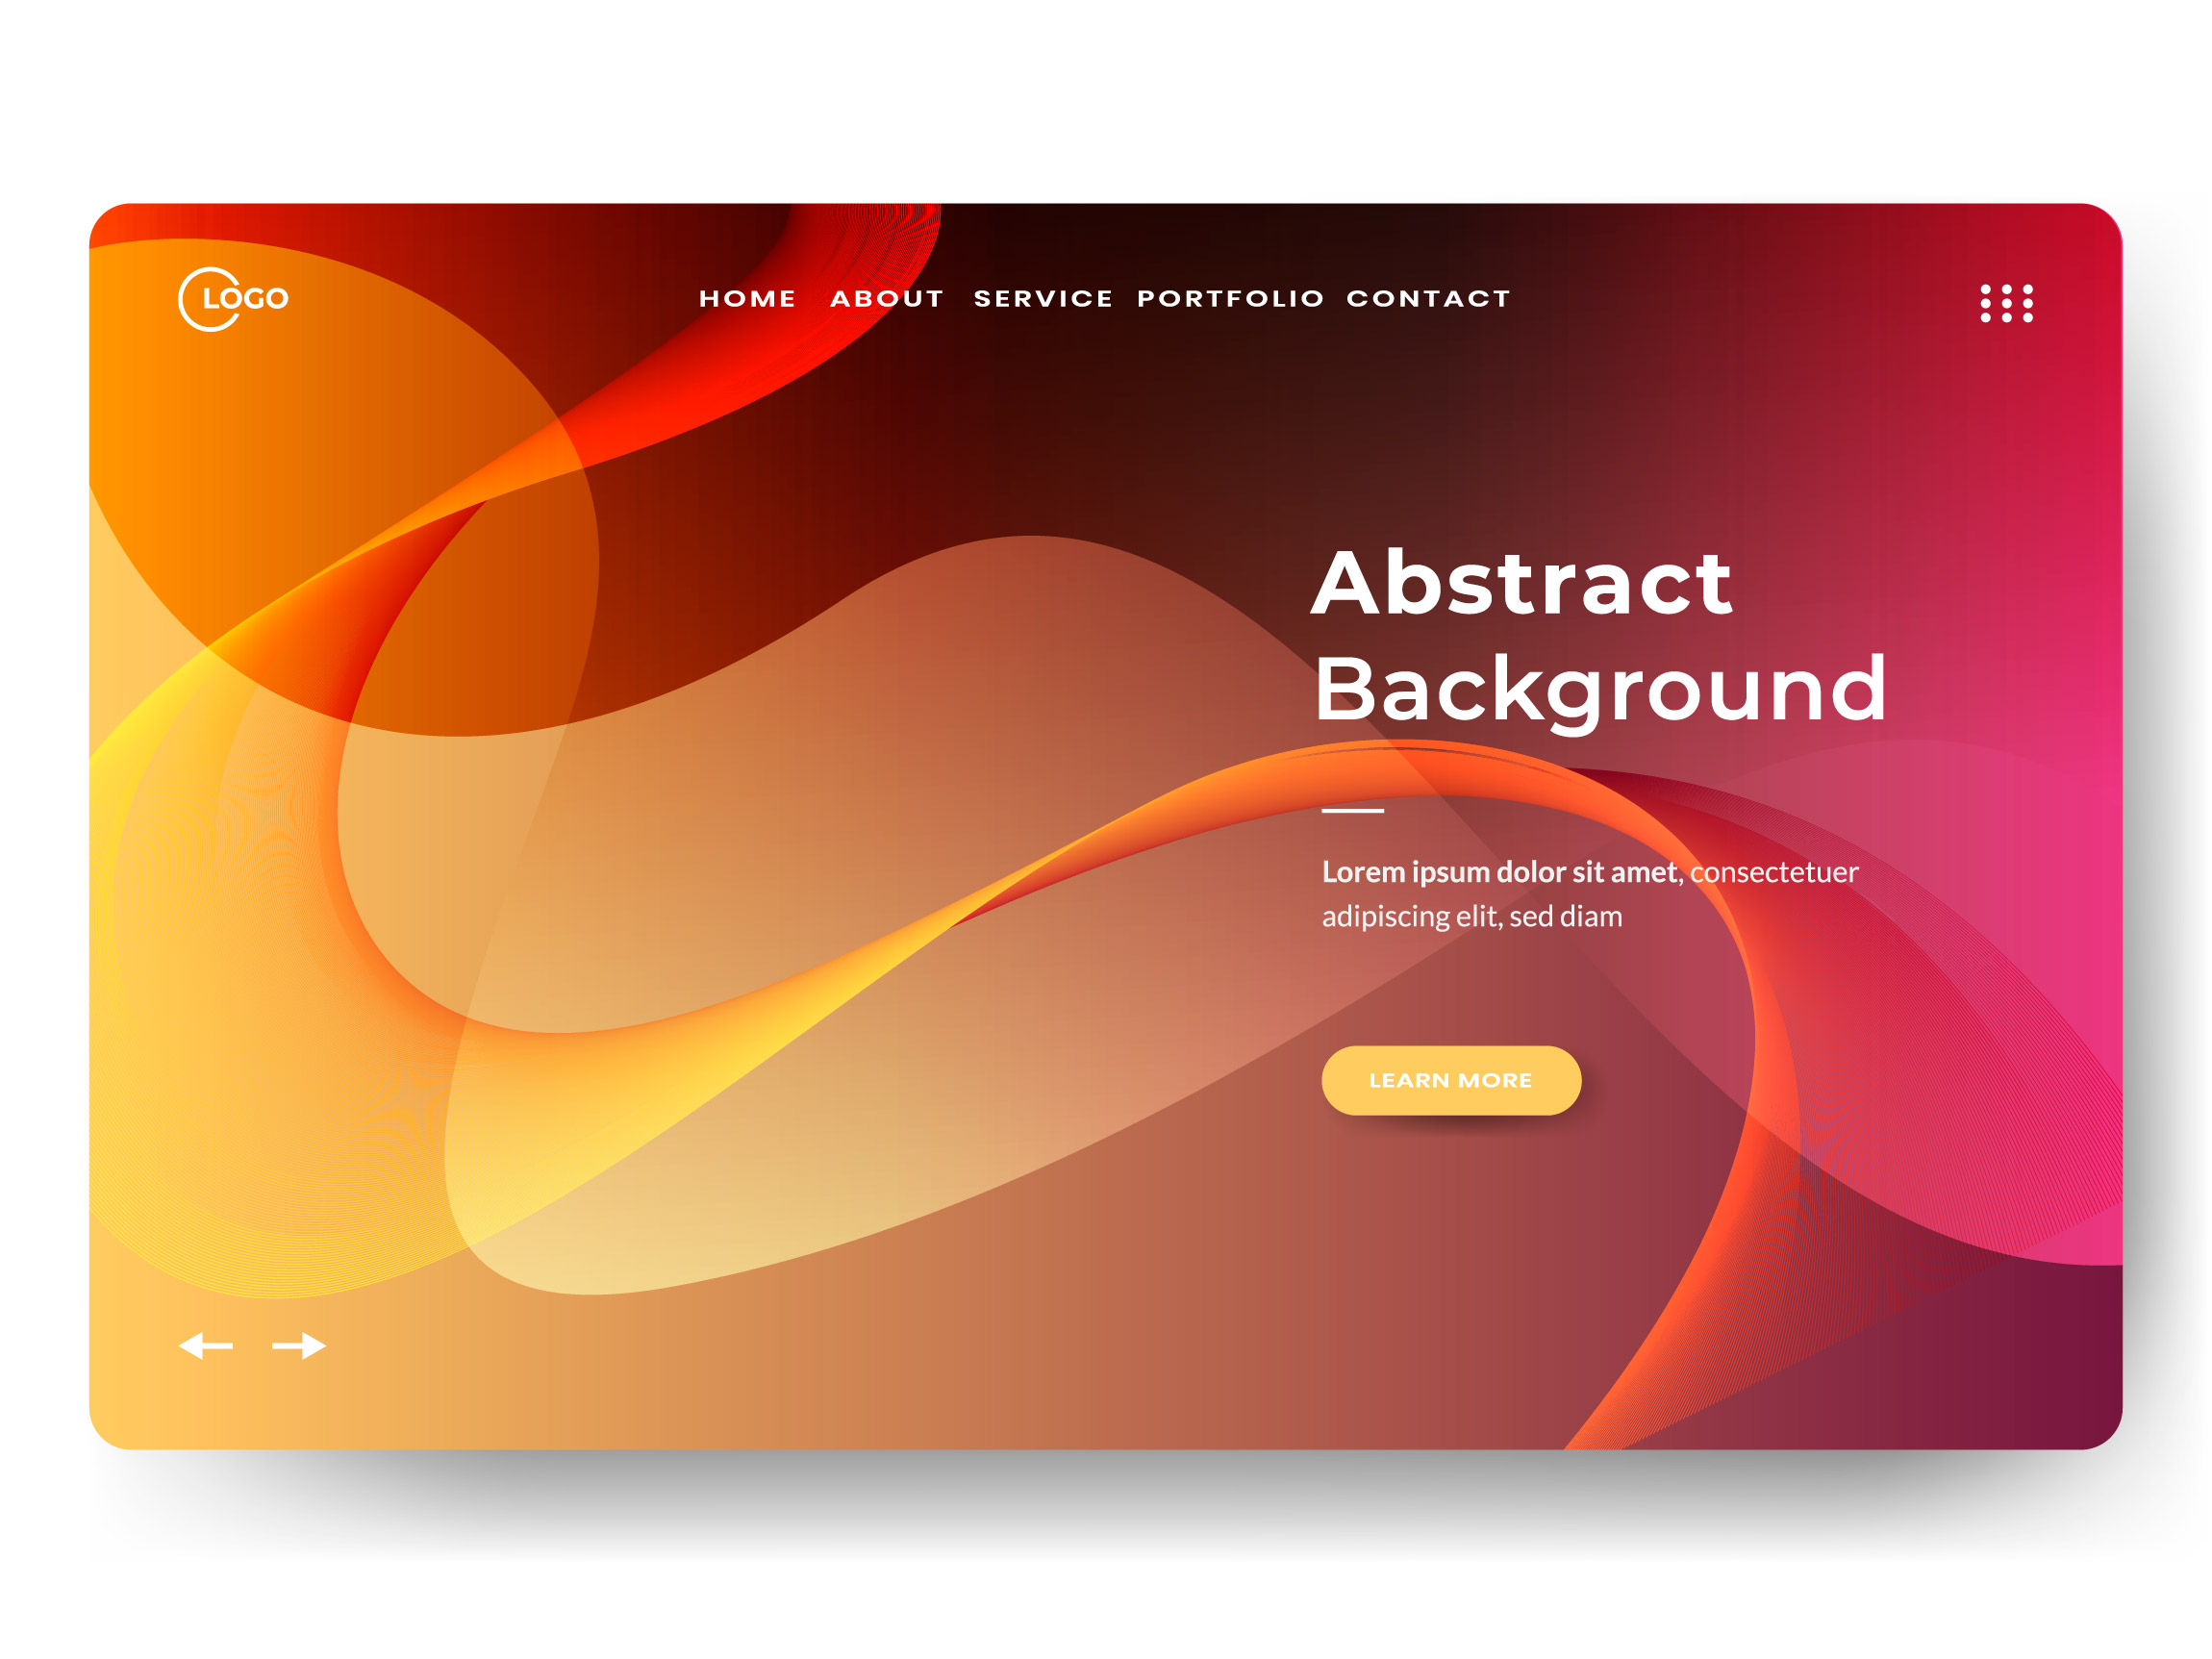 LOGO
HOME ABOUT SERVICE PORTFOLIO CONTACT
Abstract
Background
Lorem ipsum dolor sit amet, consectetuer
adipiscing elit, sed diam
LEARN MORE